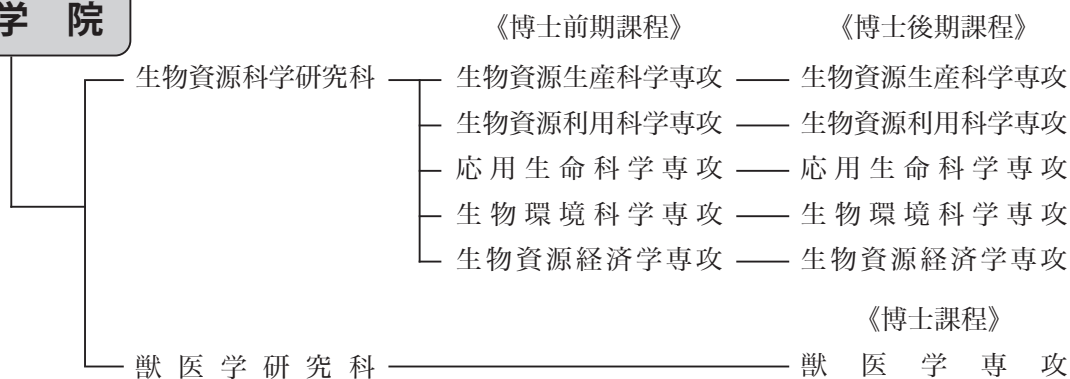 学 院
《博士前期課程》 《博士後期課程》
生物資源科学研究科 生物資源生産科学専攻 生物資源生産科学専攻
生物資源利用科学専攻 生物資源利用科学専攻
応用生命科学専攻 応用生命科学専攻
生物環境科学専攻 生物環境科学専攻
生物資源経済学専攻 生物資源経済学専攻
《博士課程》
獣医学研究科 獣医学専攻